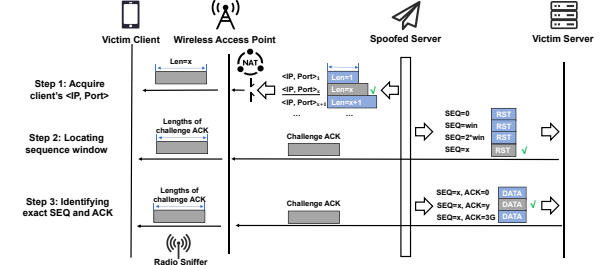 Victim Client
Wireless Access Point
Spoofed Server
Victim Server
NAT
Step 1: Acquire
client's <IP, Port>
Len=x
<IP, Port>₁ Len=1
<IP, Port>ₓ Len=x √
<IP, Port>ₓ₊₁ Len=x+1
... ...
Step 2: Locating
sequence window
Lengths of
challenge ACK
Challenge ACK
SEQ=0 RST
SEQ=win RST
SEQ=2*win RST
SEQ=x RST √
Step 3: Identifying
exact SEQ and ACK
Lengths of
challenge ACK
Challenge ACK
SEQ=x, ACK=0 DATA
SEQ=x, ACK=y DATA √
SEQ=x, ACK=3G DATA
Radio Sniffer